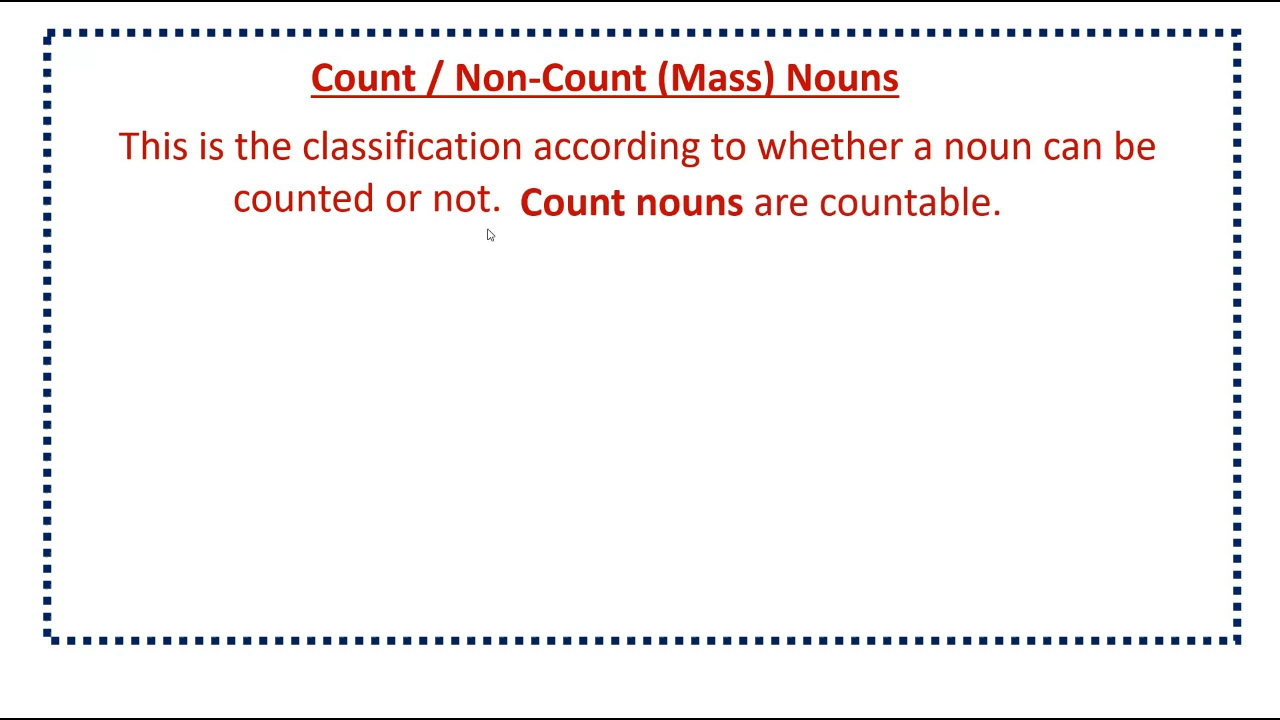 Count / Non-Count (Mass) Nouns
This is the classification according to whether a noun can be
counted or not. Count nouns are countable.